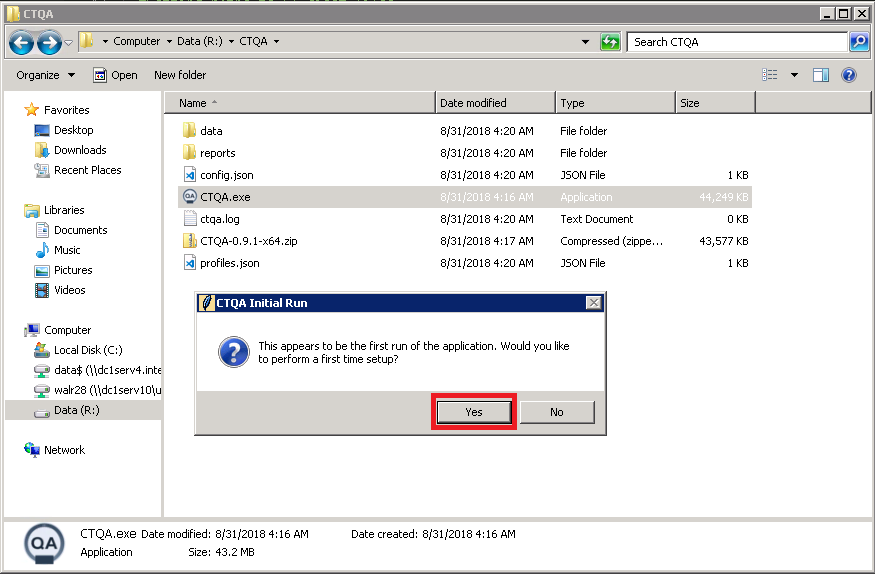 CTQA
Computer Data (R:) CTQA
Search CTQA
Organize Open New folder
Name Date modified Type Size
Favorites
Desktop
Downloads
Recent Places
Libraries
Documents
Music
Pictures
Videos
Computer
Local Disk (C:)
data$ (\\dc1serv4.inte
walr28 (\\dc1serv10\u
Data (R:)
Network
data 8/31/2018 4:20 AM File folder
reports 8/31/2018 4:20 AM File folder
config.json 8/31/2018 4:20 AM JSON File 1 KB
QA CTQA.exe 8/31/2018 4:16 AM Application 44,249 KB
ctqa.log 8/31/2018 4:20 AM Text Document 0 KB
CTQA-0.9.1-x64.zip 8/31/2018 4:17 AM Compressed (zippe... 43,577 KB
profiles.json 8/31/2018 4:20 AM JSON File 1 KB
CTQA Initial Run
This appears to be the first run of the application. Would you like
to perform a first time setup?
Yes No
QA
CTQA.exe Date modified: 8/31/2018 4:16 AM Date created: 8/31/2018 4:16 AM
Application Size: 43.2 MB